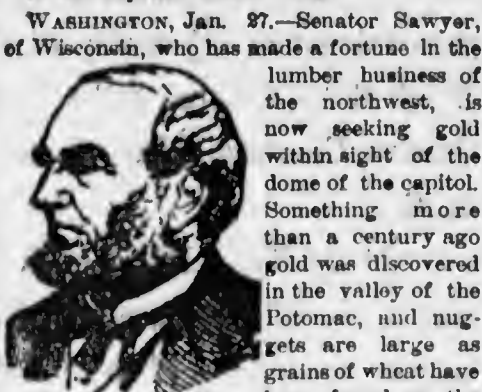 WASHINGTON, Jan. 27.—Senator Sawyer,
of Wisconsin, who has made a fortune in the
lumber business of
the northwest, is
now seeking gold
within sight of the
dome of the capitol.
Something more
than a century ago
gold was discovered
in the valley of the
Potomac, and nug-
gets are large as
grains of wheat have